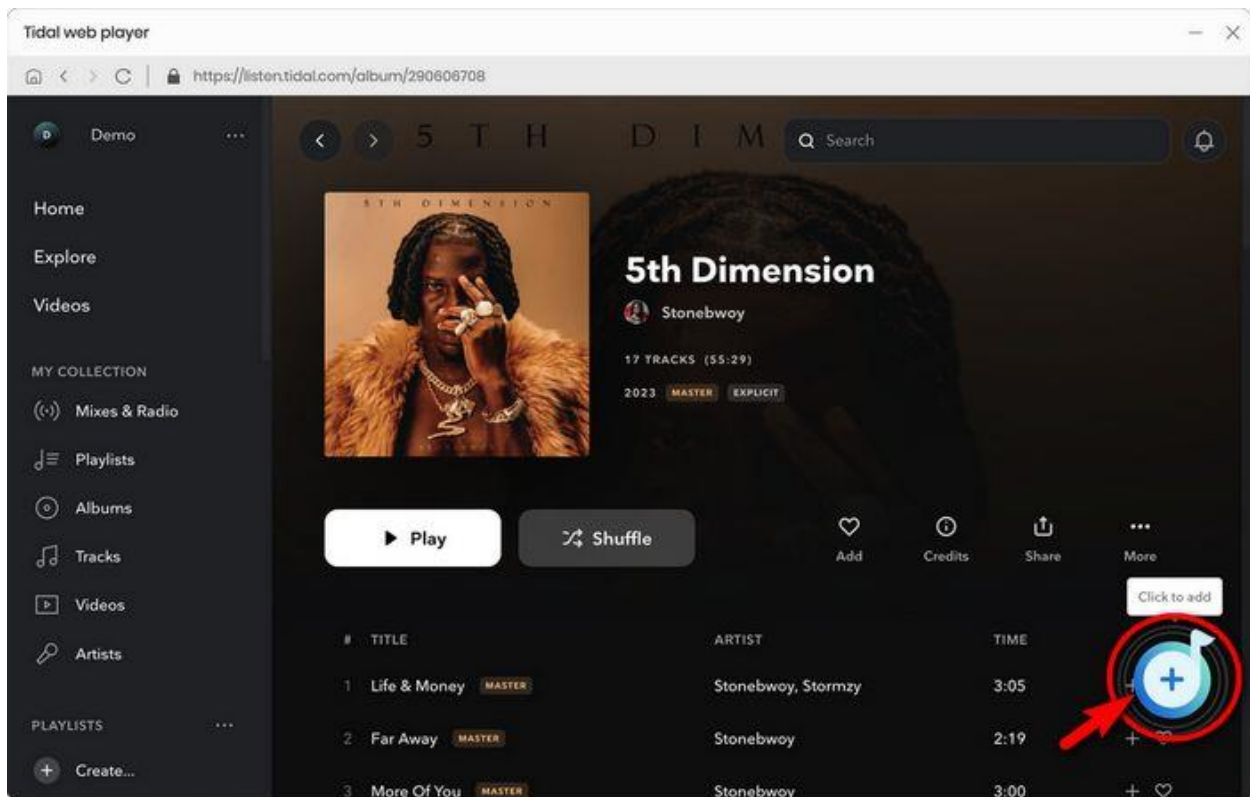 Tidal web player
https://listen.tidal.com/album/290606708
D Demo
5TH DIM
Search
Home
Explore
Videos
MY COLLECTION
Mixes & Radio
Playlists
Albums
Tracks
Videos
Artists
PLAYLISTS
Create...
5TH DIMENSION
5th Dimension
Stonebwoy
17 TRACKS (55:29)
2023 MASTER EXPLICIT
Play
Shuffle
Add
Credits
Share
More
Click to add
# TITLE ARTIST TIME
1 Life & Money MASTER Stonebwoy, Stormzy 3:05
2 Far Away MASTER Stonebwoy 2:19
3 More Of You MASTER Stonebwoy 3:00